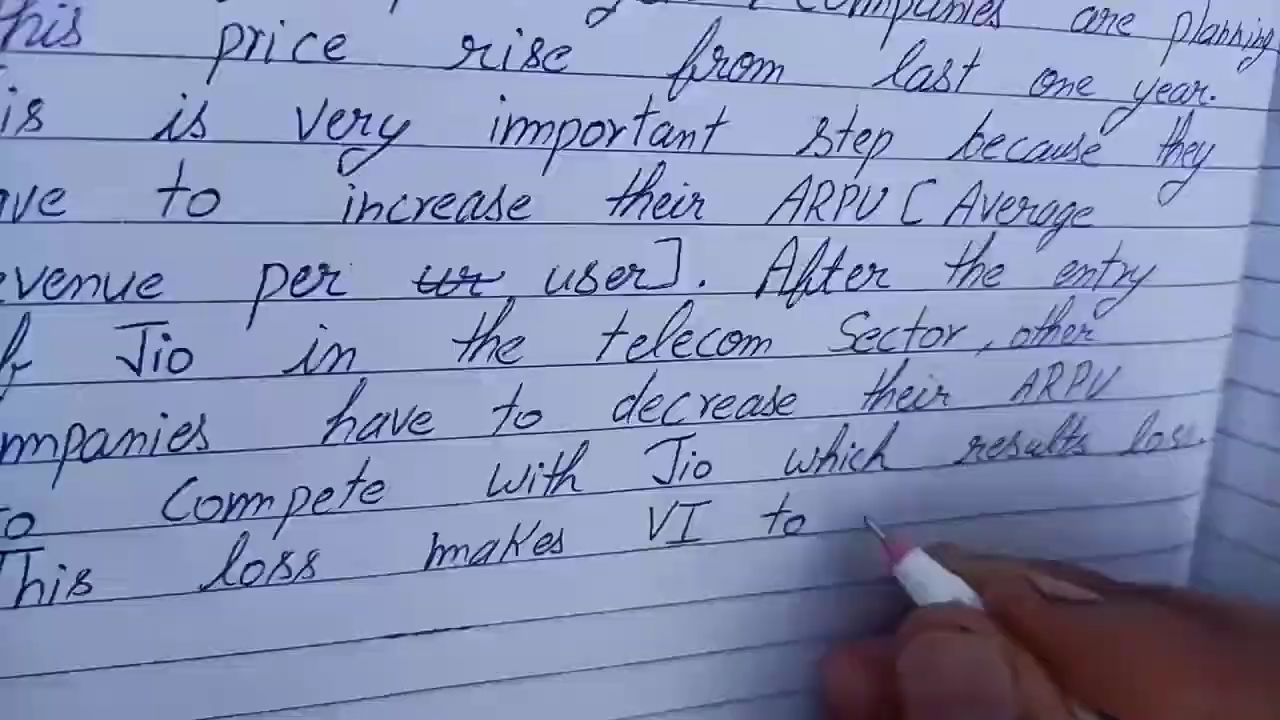 Companies are planning
his price rise from last one year.
is is very important step because they
ave to increase their ARPU [Average
evenue per ur user]. After the entry
f Jio in the telecom Sector, other
mpanies have to decrease their ARPU
To Compete with Jio which results loss.
This loss makes VI to